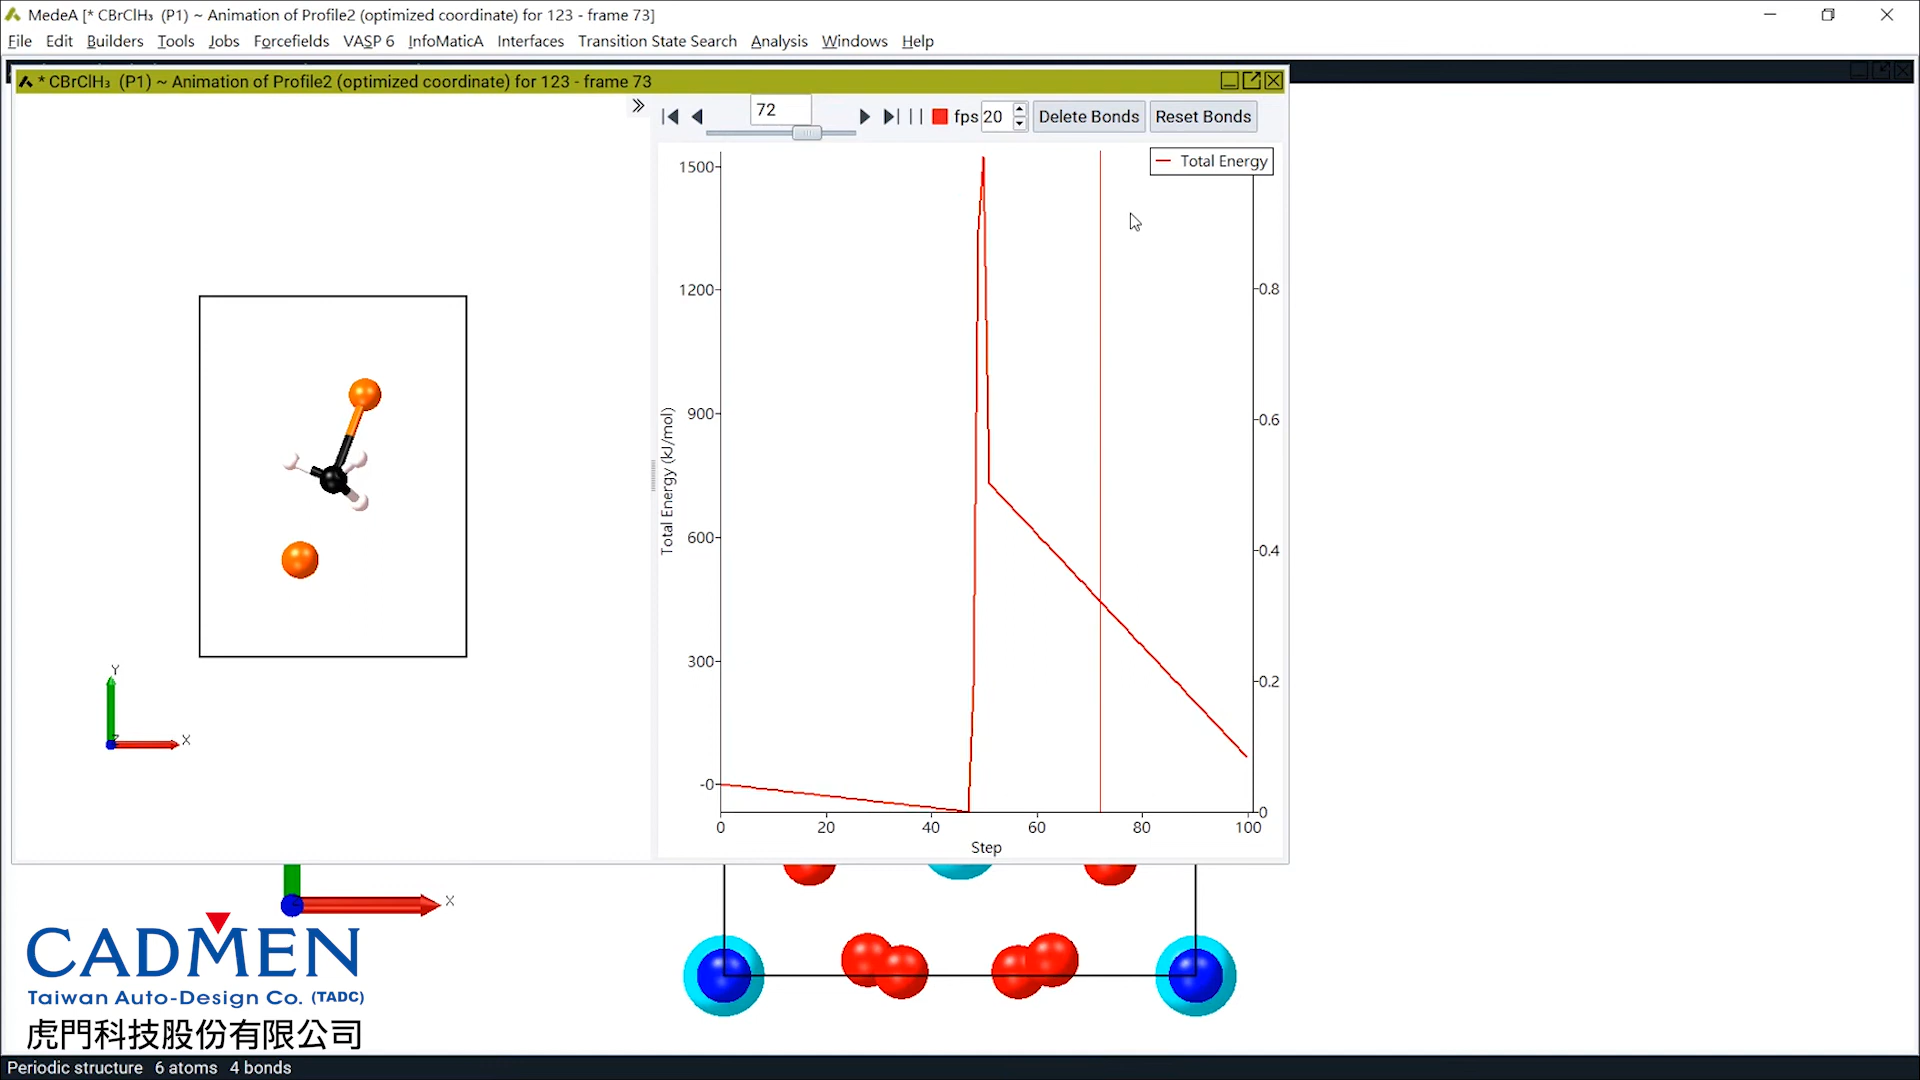 MedeA [* CBrClH₃ (P1) ~ Animation of Profile2 (optimized coordinate) for 123 - frame 73]
File Edit Builders Tools Jobs Forcefields VASP 6 InfoMaticA Interfaces Transition State Search Analysis Windows Help
* CBrClH₃ (P1) ~ Animation of Profile2 (optimized coordinate) for 123 - frame 73
72 fps 20 Delete Bonds Reset Bonds
Total Energy
1500
1200
900
600
300
-0
Total Energy (kJ/mol)
0.8
0.6
0.4
0.2
0
0 20 40 60 80 100
Step
Y
Z
X
X
CADMEN
Taiwan Auto-Design Co. (TADC)
虎門科技股份有限公司
Periodic structure 6 atoms 4 bonds